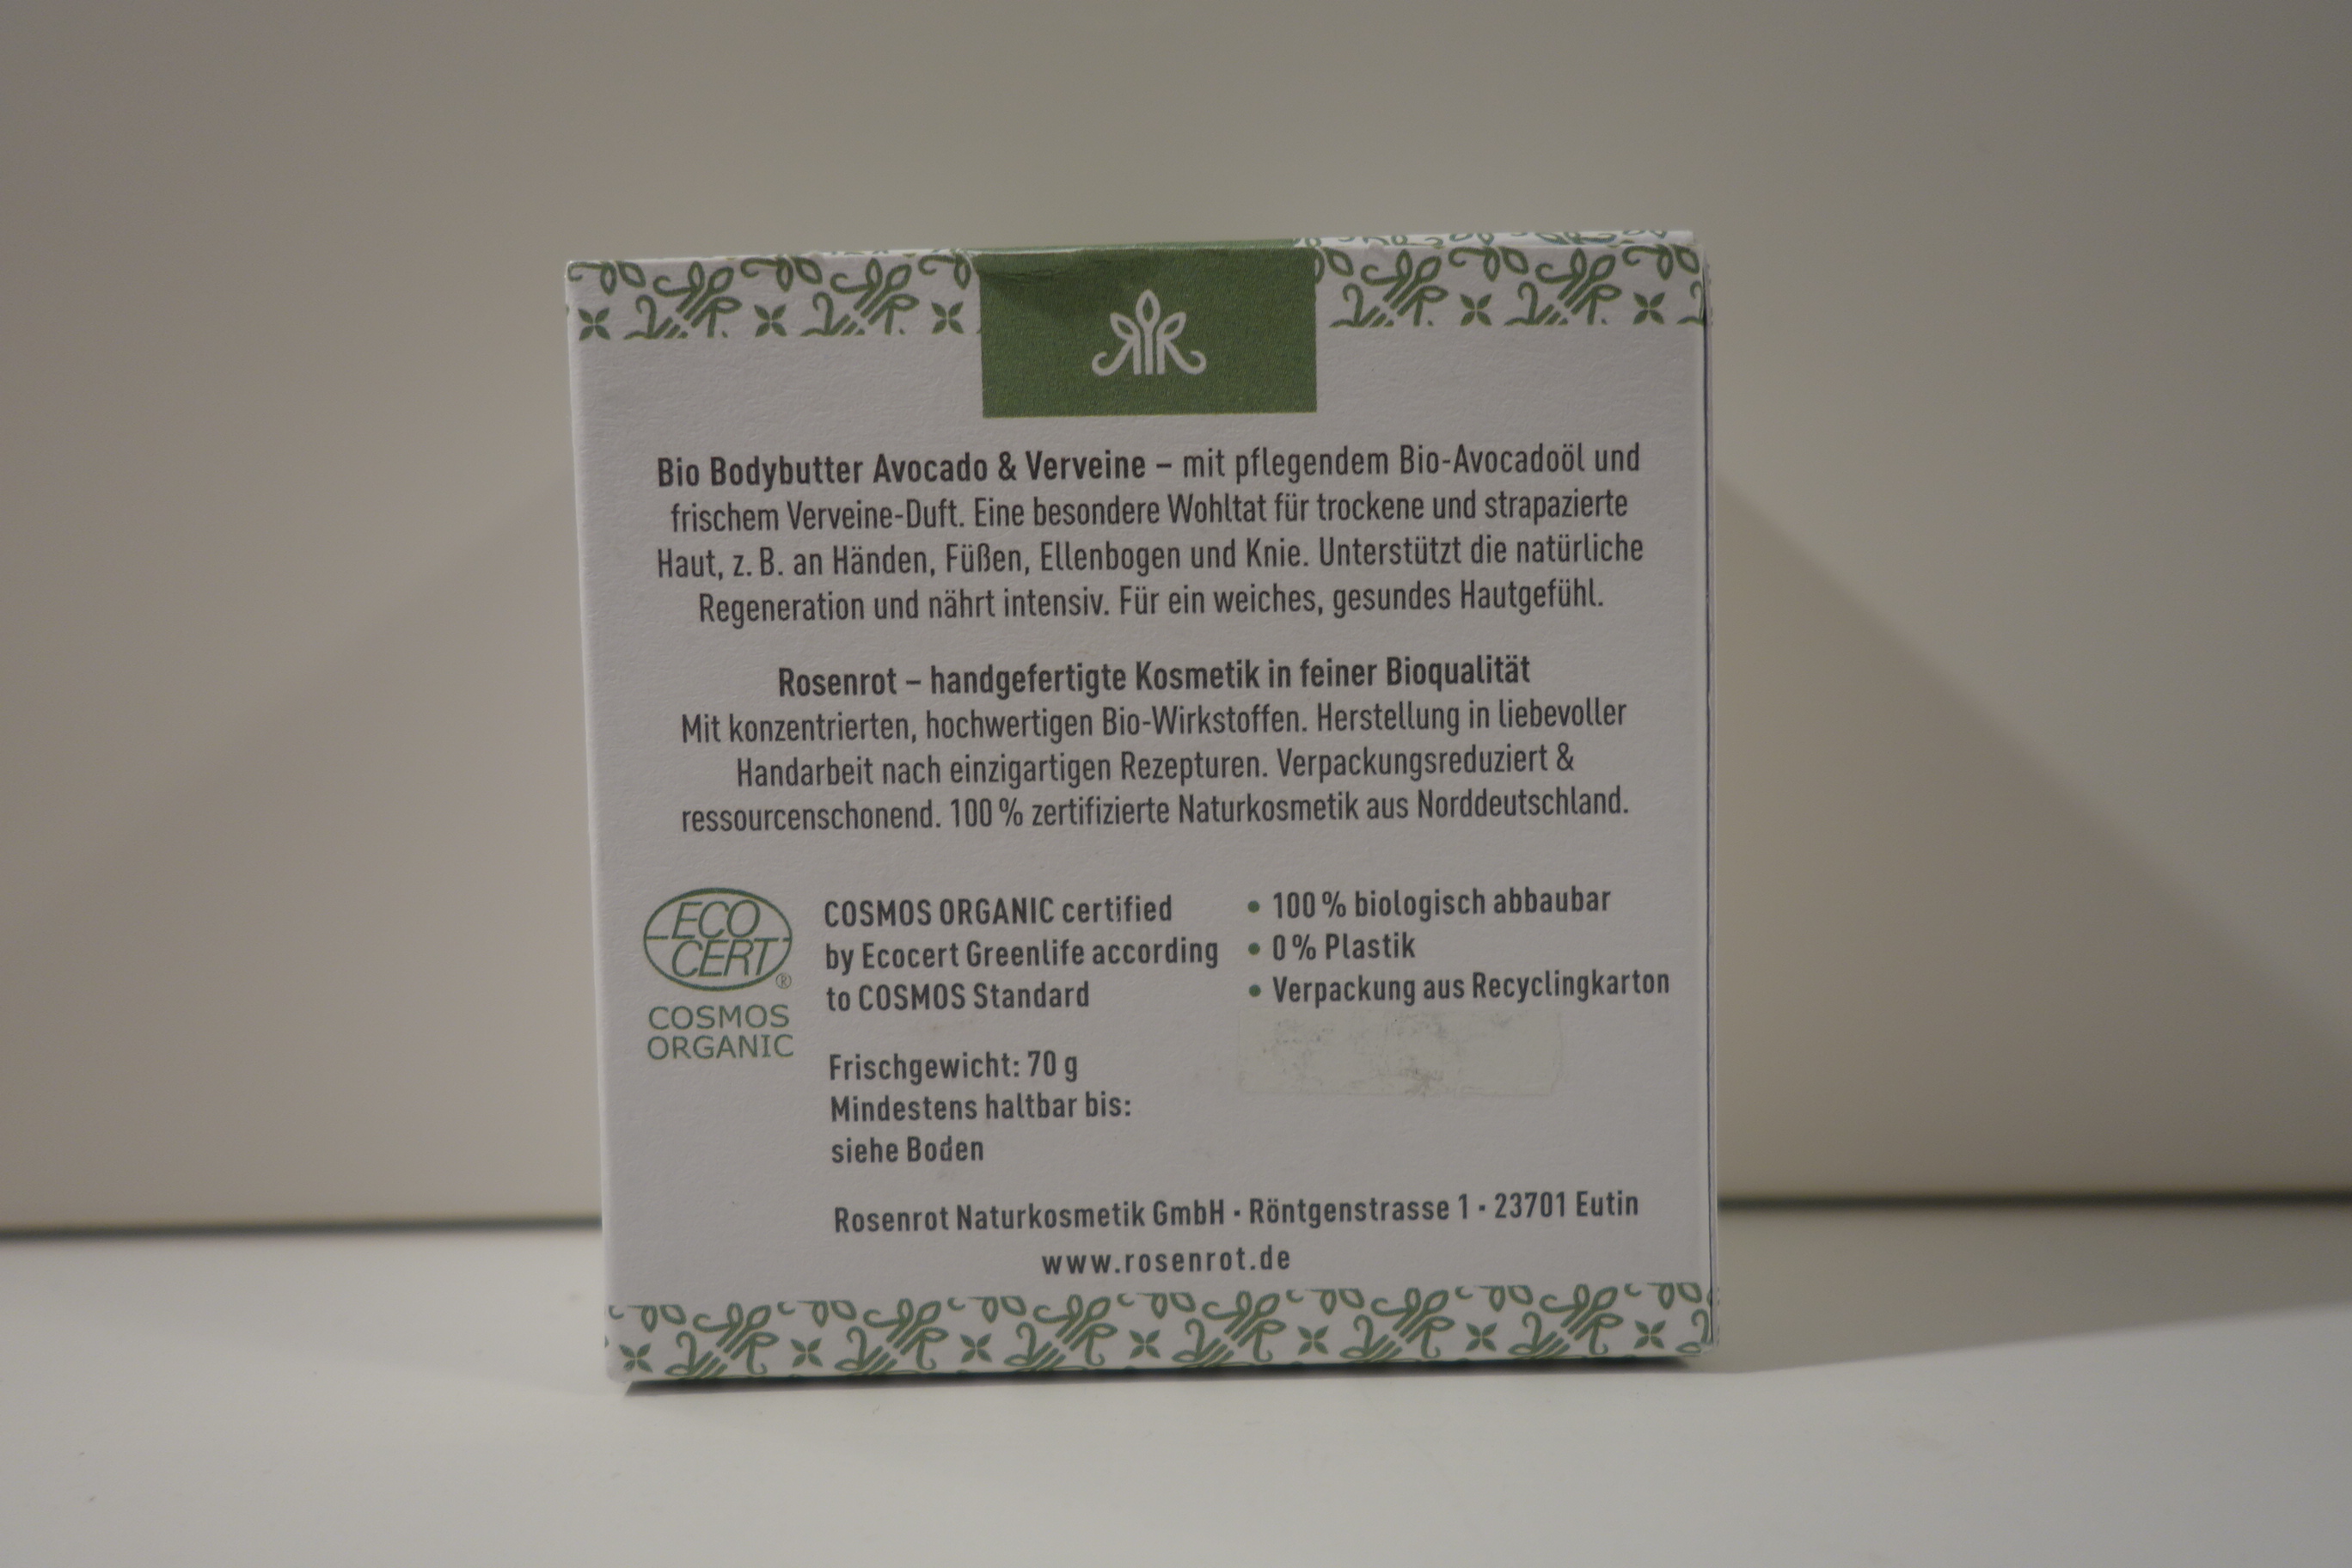 Bio Bodybutter Avocado & Verveine – mit pflegendem Bio-Avocadoöl und
frischem Verveine-Duft. Eine besondere Wohltat für trockene und strapazierte
Haut, z. B. an Händen, Füßen, Ellenbogen und Knie. Unterstützt die natürliche
Regeneration und nährt intensiv. Für ein weiches, gesundes Hautgefühl.
Rosenrot – handgefertigte Kosmetik in feiner Bioqualität
Mit konzentrierten, hochwertigen Bio-Wirkstoffen. Herstellung in liebevoller
Handarbeit nach einzigartigen Rezepturen. Verpackungsreduziert &
ressourcenschonend. 100 % zertifizierte Naturkosmetik aus Norddeutschland.
ECO
CERT®
COSMOS
ORGANIC
COSMOS ORGANIC certified
by Ecocert Greenlife according
to COSMOS Standard
• 100 % biologisch abbaubar
• 0 % Plastik
• Verpackung aus Recyclingkarton
Frischgewicht: 70 g
Mindestens haltbar bis:
siehe Boden
Rosenrot Naturkosmetik GmbH · Röntgenstrasse 1 · 23701 Eutin
www.rosenrot.de